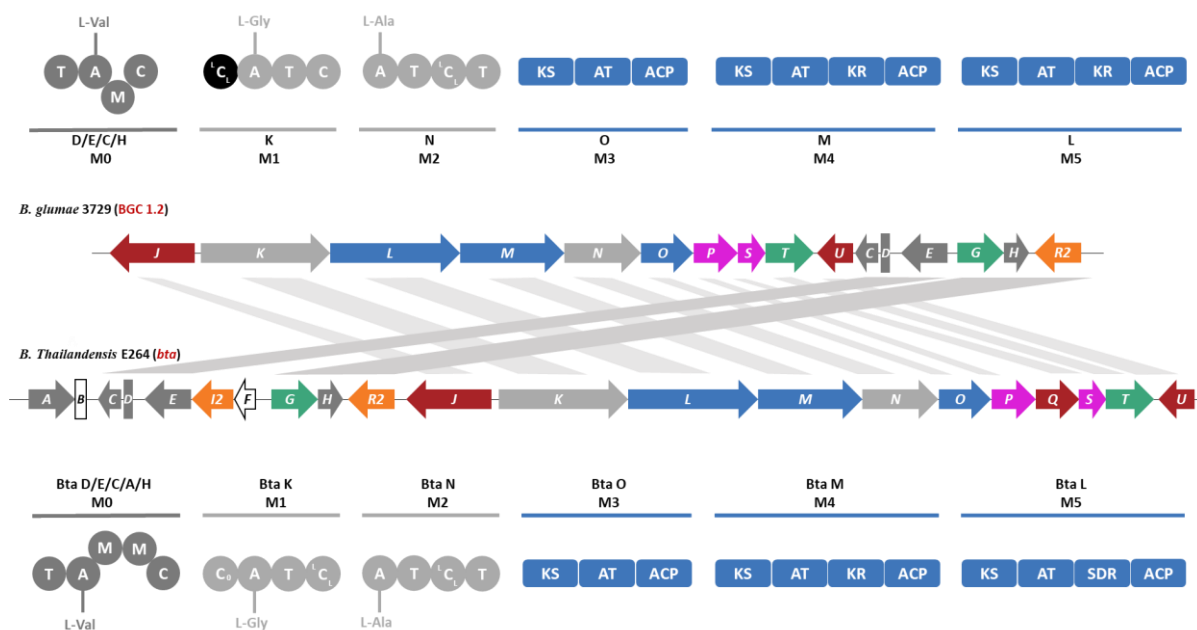 L-Val L-Gly L-Ala
T A M C LCL A T C A T LCL T KS AT ACP KS AT KR ACP KS AT KR ACP
D/E/C/H K N O M L
M0 M1 M2 M3 M4 M5
B. glumae 3729 (BGC 1.2)
J K L M N O P S T U C D E G H R2
B. Thailandensis E264 (bta)
A B C D E I2 F G H R2 J K L M N O P Q S T U
Bta D/E/C/A/H Bta K Bta N Bta O Bta M Bta L
M0 M1 M2 M3 M4 M5
T A M M C CD A T LCL A T LCL T KS AT ACP KS AT KR ACP KS AT SDR ACP
L-Val L-Gly L-Ala